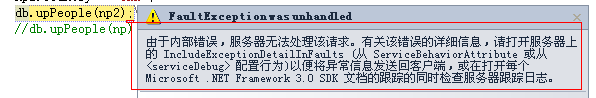 db.upPeople(np2);
//db.upPeople(np)
FaultException was unhandled
由于内部错误，服务器无法处理该请求。有关该错误的详细信息，请打开服务器上
的 IncludeExceptionDetailInFaults (从 ServiceBehaviorAttribute 或从
<serviceDebug> 配置行为)以便将异常信息发送回客户端，或在打开每个
Microsoft .NET Framework 3.0 SDK 文档的跟踪的同时检查服务器跟踪日志。